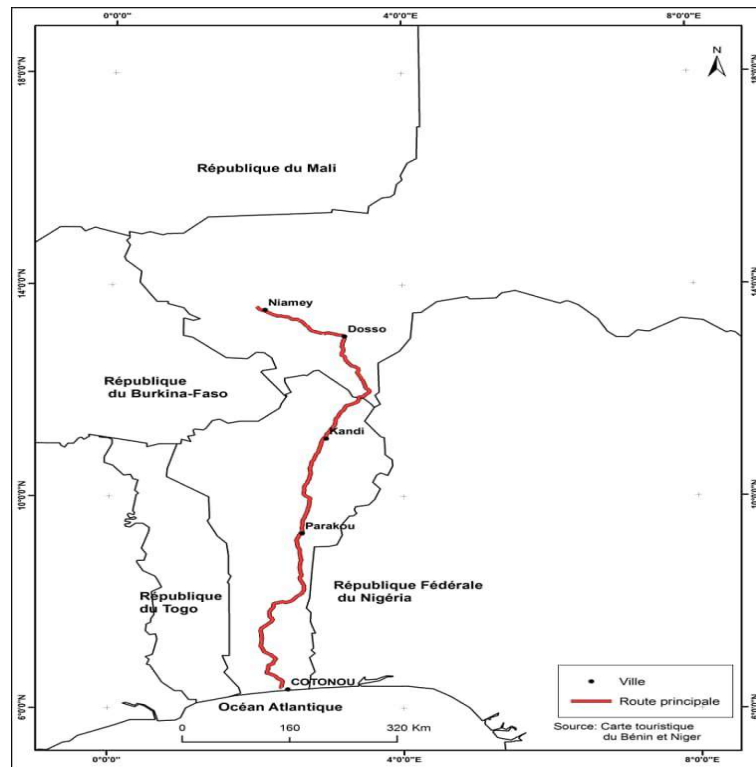 0°0'0"
4°0'0"E
8°0'0"E
N
18°0'0"N
République du Mali
14°0'0"N
Niamey
Dosso
République
du Burkina-Faso
Kandi
10°0'0"N
Parakou
République
du Togo
République Fédérale
du Nigéria
COTONOU
Océan Atlantique
6°0'0"N
0 160 320 Km
Ville
Route principale
Source: Carte touristique
du Bénin et Niger
0°0'0"
4°0'0"E
8°0'0"E